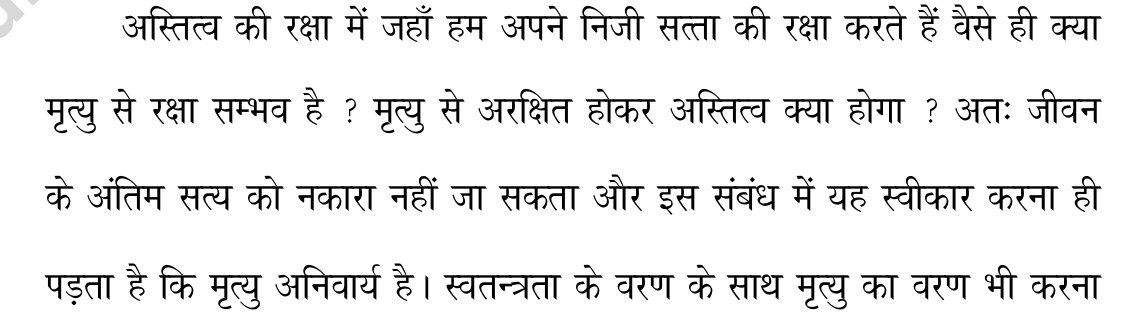 अस्तित्व की रक्षा में जहाँ हम अपने निजी सत्ता की रक्षा करते हैं वैसे ही क्या
मृत्यु से रक्षा सम्भव है ? मृत्यु से अरक्षित होकर अस्तित्व क्या होगा ? अतः जीवन
के अंतिम सत्य को नकारा नहीं जा सकता और इस संबंध में यह स्वीकार करना ही
पड़ता है कि मृत्यु अनिवार्य है। स्वतन्त्रता के वरण के साथ मृत्यु का वरण भी करना